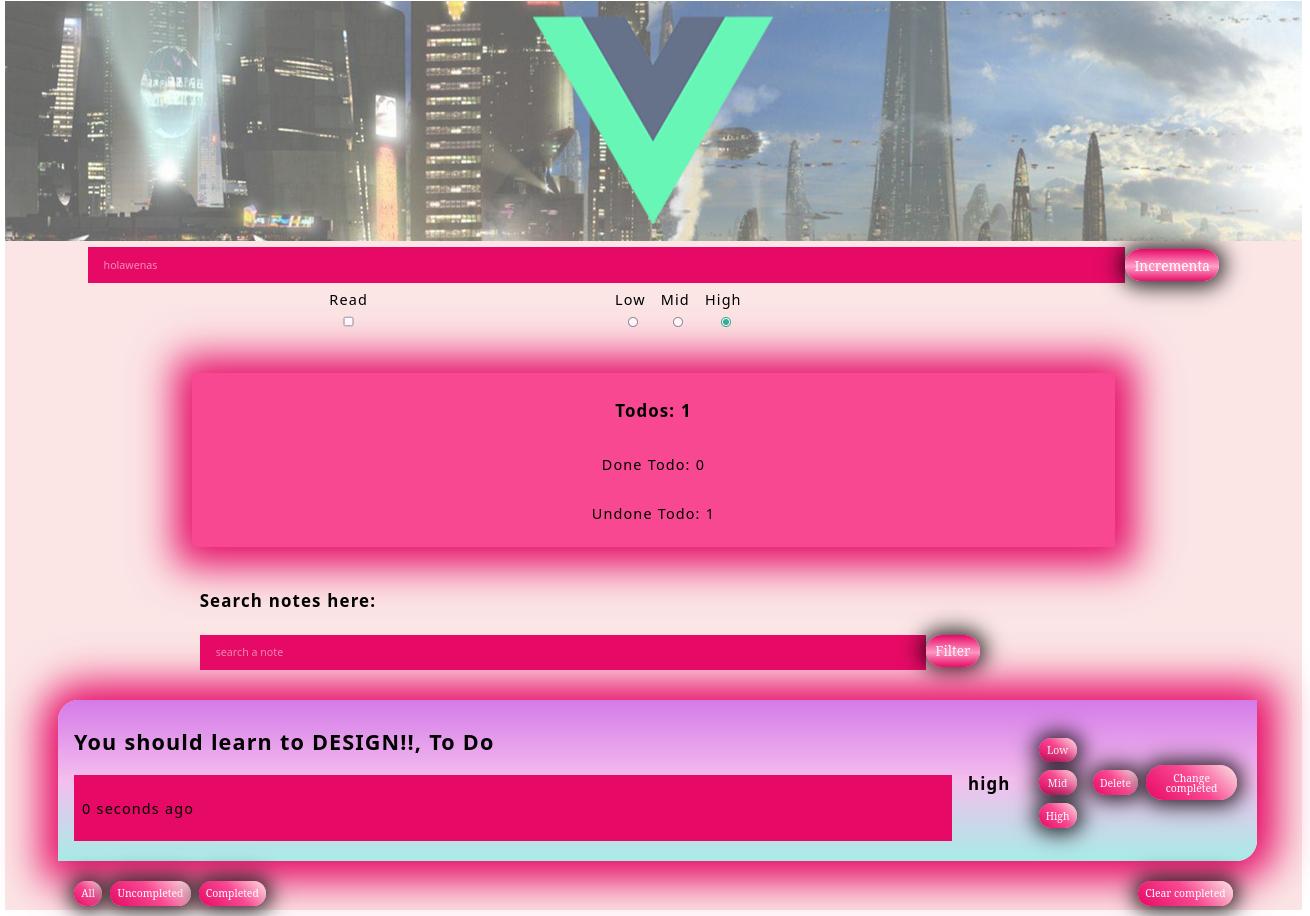 holawenas
Incrementa
Read
Low Mid High
Todos: 1
Done Todo: 0
Undone Todo: 1
Search notes here:
search a note
Filter
You should learn to DESIGN!!, To Do
0 seconds ago
high
Low
Mid
High
Delete
Change
completed
All Uncompleted Completed
Clear completed